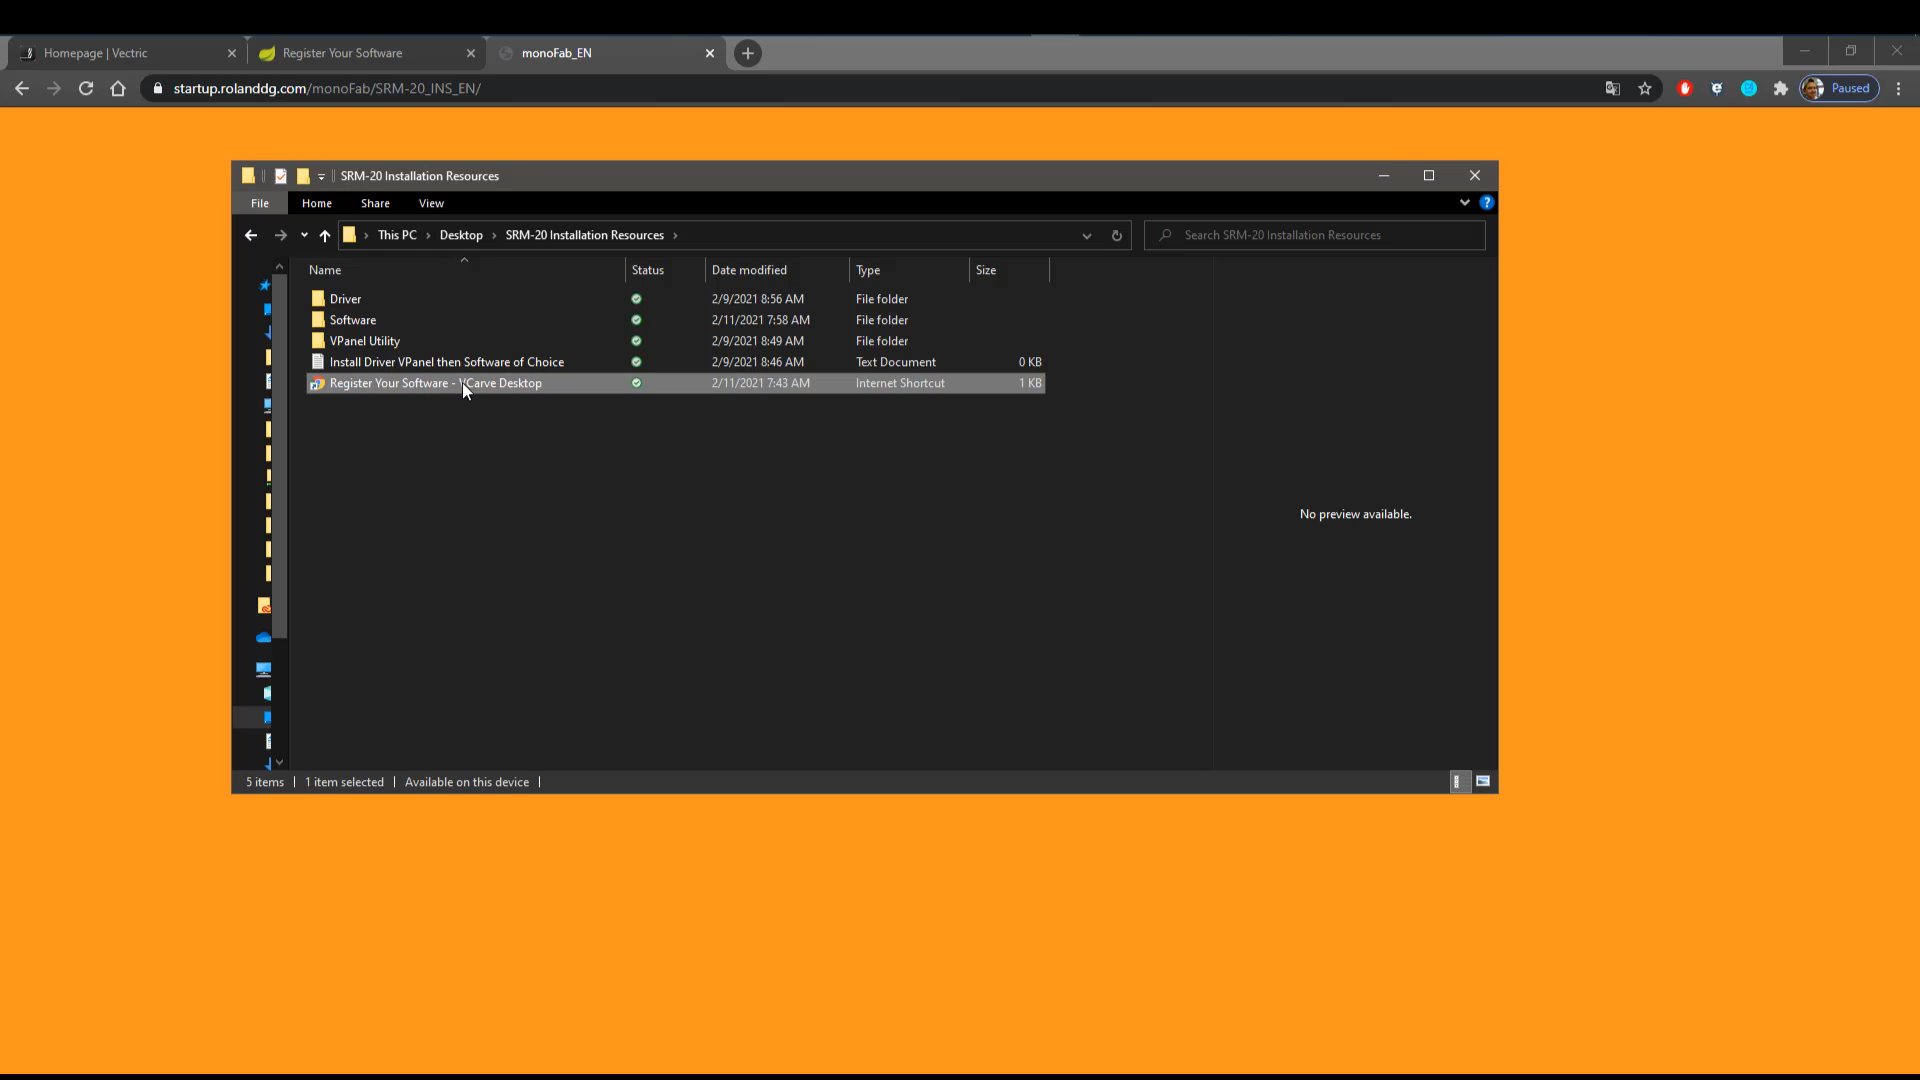 Homepage | Vectric
Register Your Software
monoFab_EN
startup.rolanddg.com/monoFab/SRM-20_INS_EN/
Paused
SRM-20 Installation Resources
File Home Share View
This PC > Desktop > SRM-20 Installation Resources >
Search SRM-20 Installation Resources
Name Status Date modified Type Size
Driver 2/9/2021 8:56 AM File folder
Software 2/11/2021 7:58 AM File folder
VPanel Utility 2/9/2021 8:49 AM File folder
Install Driver VPanel then Software of Choice 2/9/2021 8:46 AM Text Document 0 KB
Register Your Software - VCarve Desktop 2/11/2021 7:43 AM Internet Shortcut 1 KB
No preview available.
5 items 1 item selected Available on this device